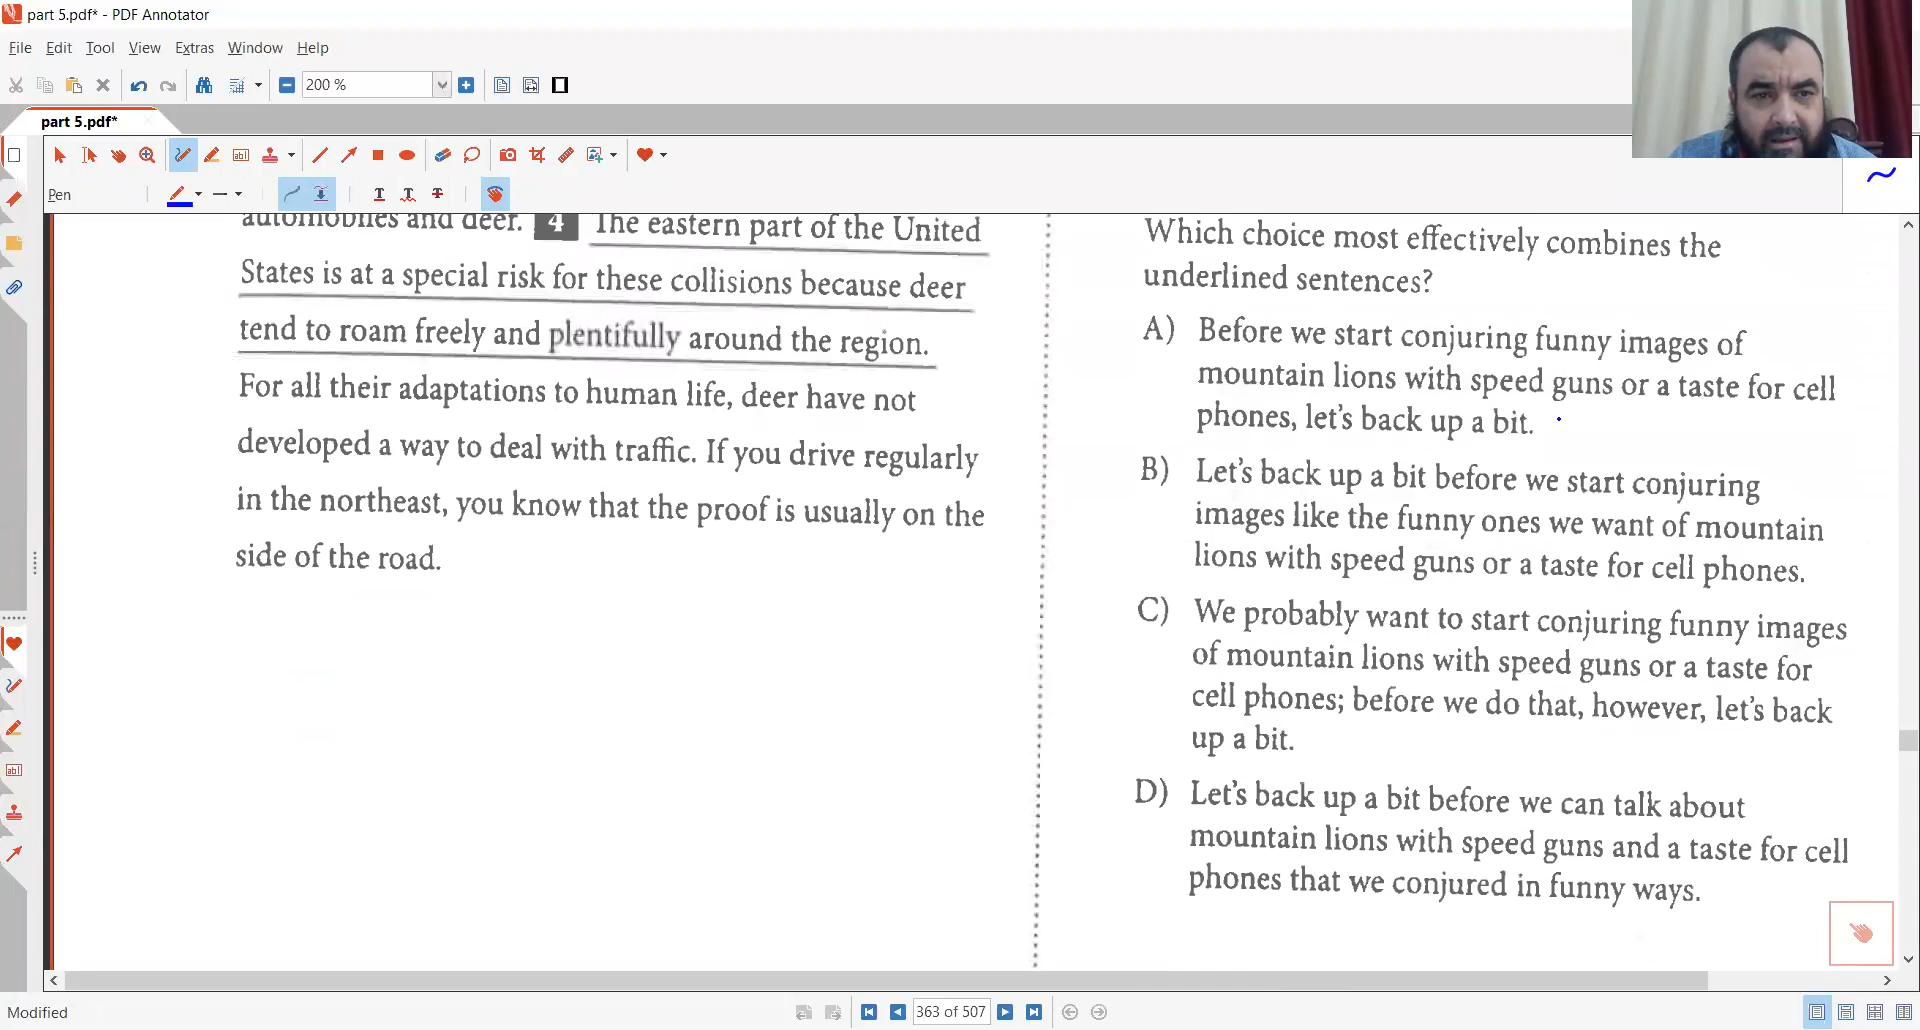 part 5.pdf* - PDF Annotator
File Edit Tool View Extras Window Help
200 %
part 5.pdf*
Pen
automobiles and deer. 4 The eastern part of the United
States is at a special risk for these collisions because deer
tend to roam freely and plentifully around the region.
For all their adaptations to human life, deer have not
developed a way to deal with traffic. If you drive regularly
in the northeast, you know that the proof is usually on the
side of the road.
Which choice most effectively combines the
underlined sentences?
A) Before we start conjuring funny images of
mountain lions with speed guns or a taste for cell
phones, let's back up a bit.
B) Let's back up a bit before we start conjuring
images like the funny ones we want of mountain
lions with speed guns or a taste for cell phones.
C) We probably want to start conjuring funny images
of mountain lions with speed guns or a taste for
cell phones; before we do that, however, let's back
up a bit.
D) Let's back up a bit before we can talk about
mountain lions with speed guns and a taste for cell
phones that we conjured in funny ways.
Modified
363 of 507